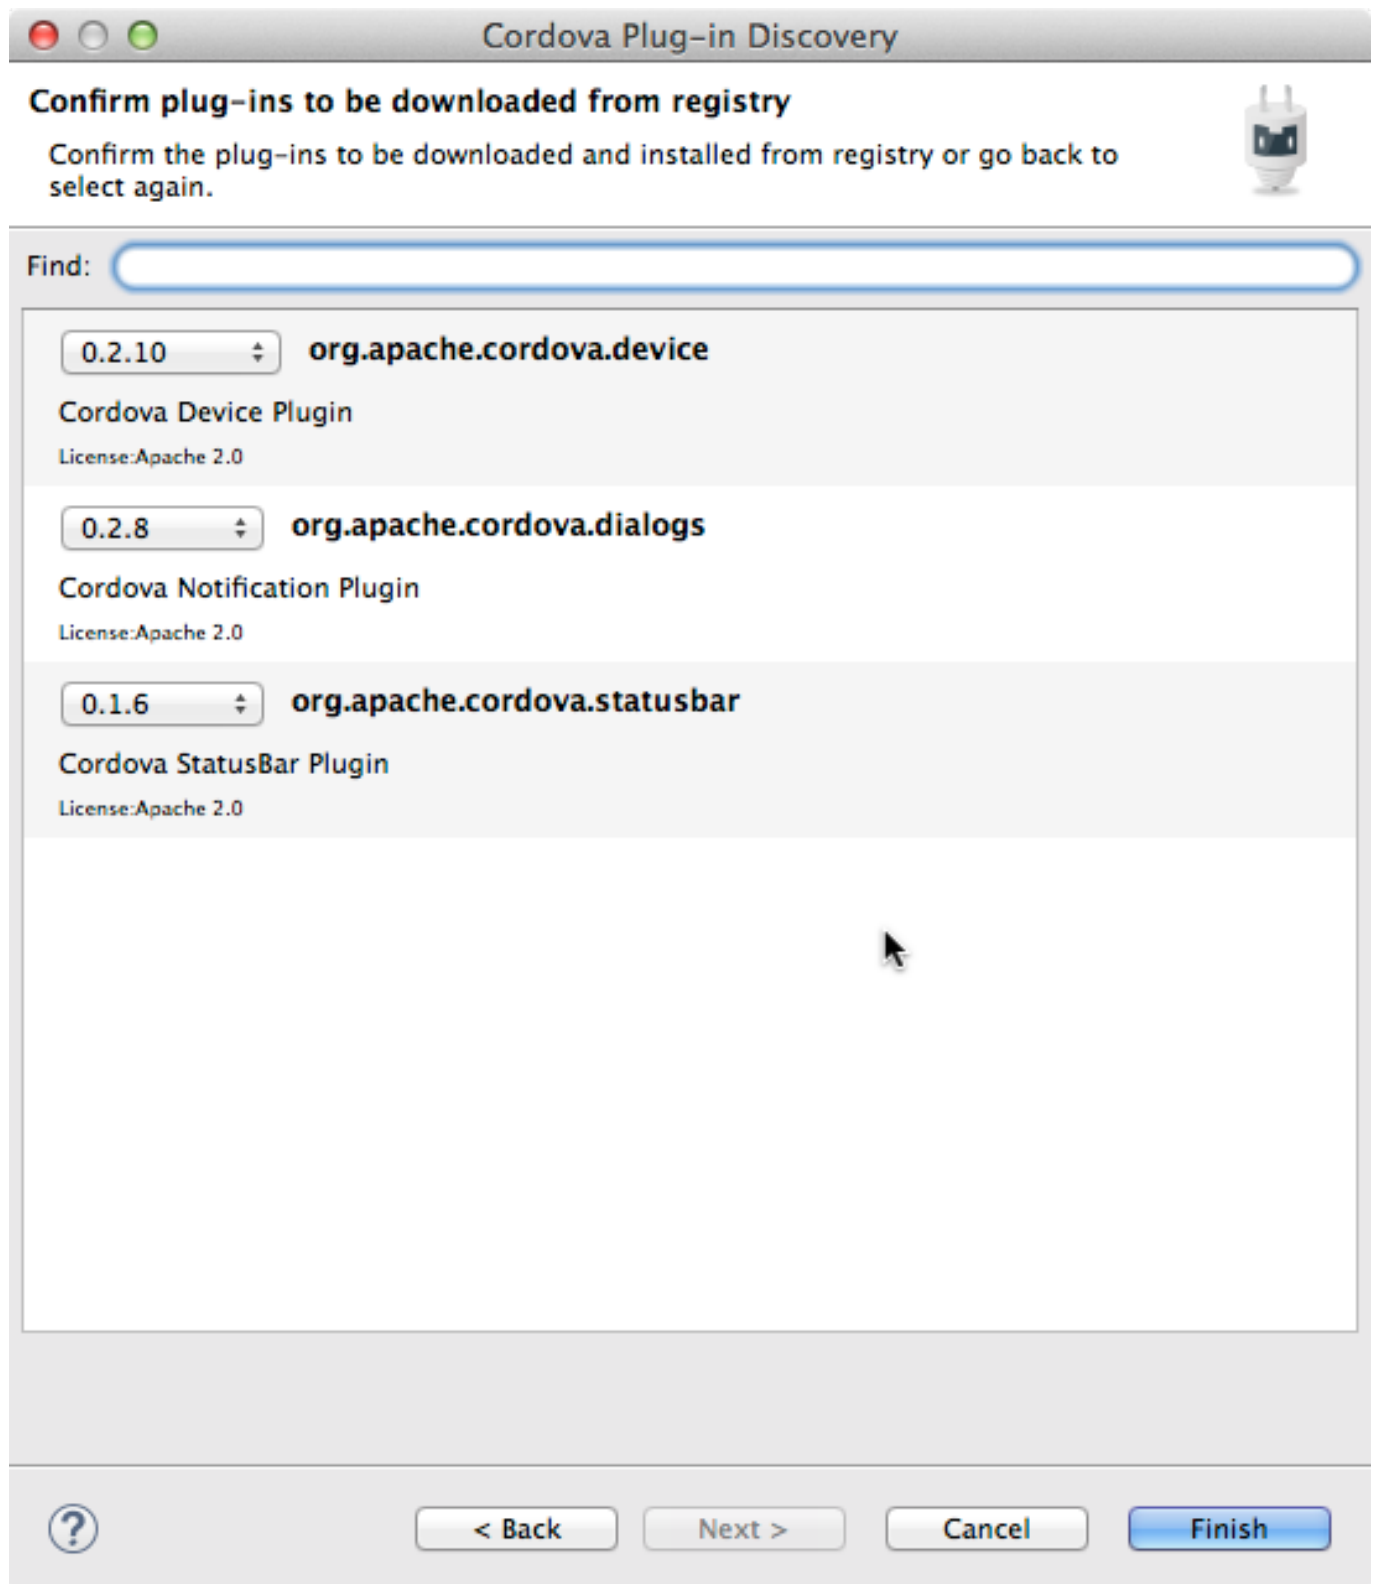 Cordova Plug-in Discovery
Confirm plug-ins to be downloaded from registry
Confirm the plug-ins to be downloaded and installed from registry or go back to
select again.
Find:
0.2.10 org.apache.cordova.device
Cordova Device Plugin
License:Apache 2.0
0.2.8 org.apache.cordova.dialogs
Cordova Notification Plugin
License:Apache 2.0
0.1.6 org.apache.cordova.statusbar
Cordova StatusBar Plugin
License:Apache 2.0
? < Back Next > Cancel Finish